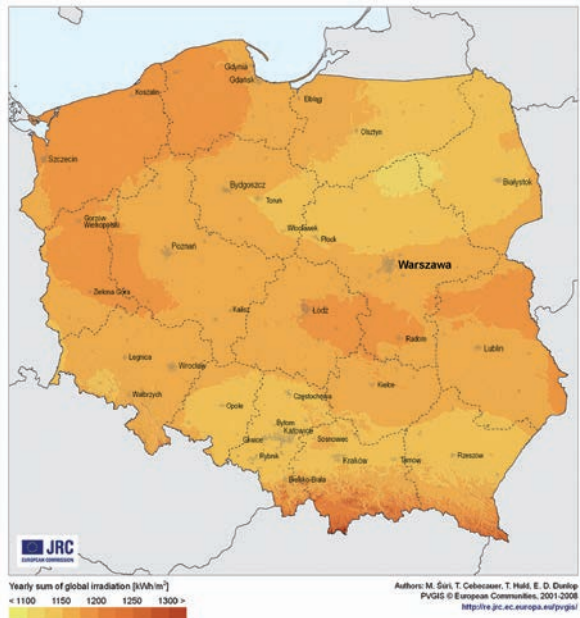 Gdynia
Gdańsk
Koszalin
Elbląg
Olsztyn
Szczecin
Bydgoszcz
Białystok
Toruń
Gorzow
Wielkopolski
Włocławek
Płock
Poznań
Warszawa
Zielona Góra
Kalisz
Łódź
Radom
Legnica
Wrocław
Lublin
Wałbrzych
Kielce
Opole
Częstochowa
Bytom
Katowice
Gliwice
Sosnowiec
Rybnik
Kraków
Tarnow
Rzeszów
Bielsko-Biała
JRC
EUROPEAN COMMISSION
Yearly sum of global irradiation [kWh/m²]
< 1100 1150 1200 1250 1300 >
Authors: M. Šúri, T. Cebecauer, T. Huld, E. D. Dunlop
PVGIS © European Communities, 2001-2008
http://re.jrc.ec.europa.eu/pvgis/